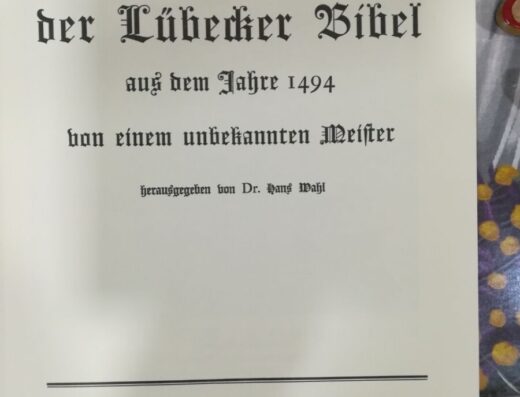 der Lübecker Bibel
aus dem Jahre 1494
von einem unbekannten Meister
herausgegeben von Dr. Hans Wahl